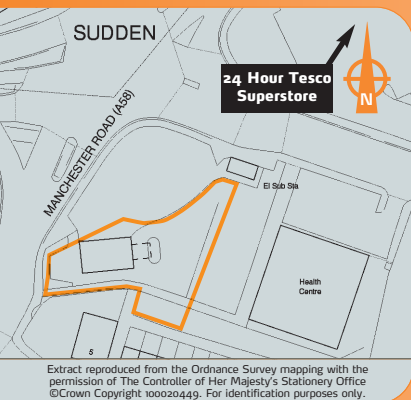 SUDDEN
24 Hour Tesco
Superstore
N
MANCHESTER ROAD (A58)
El Sub Sta
Health
Centre
5
Extract reproduced from the Ordnance Survey mapping with the
permission of The Controller of Her Majesty's Stationery Office
©Crown Copyright 100020449. For identification purposes only.